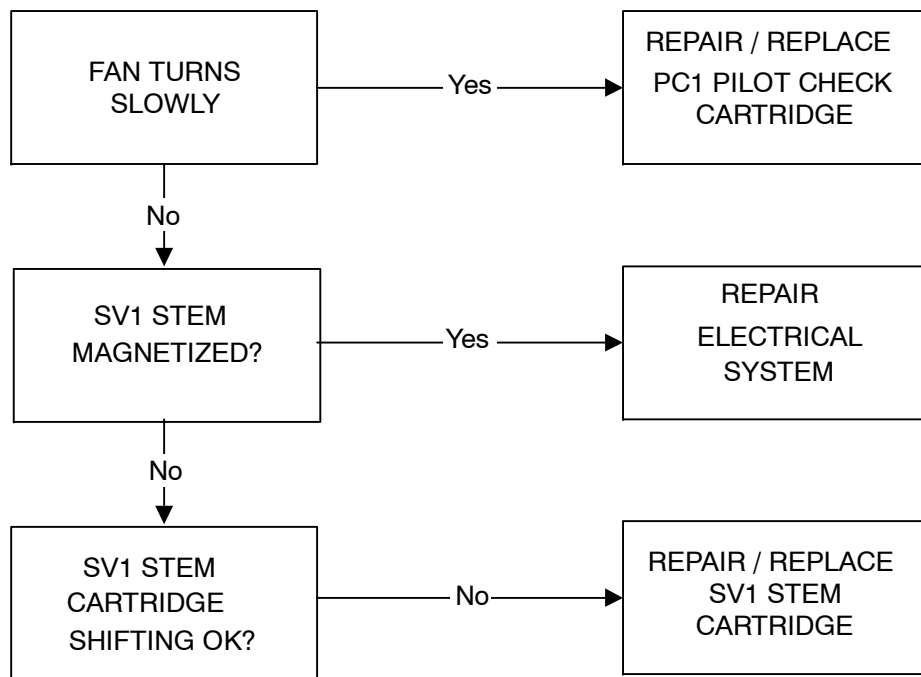 FAN TURNS
SLOWLY
Yes
REPAIR / REPLACE
PC1 PILOT CHECK
CARTRIDGE
No
SV1 STEM
MAGNETIZED?
Yes
REPAIR
ELECTRICAL
SYSTEM
No
SV1 STEM
CARTRIDGE
SHIFTING OK?
No
REPAIR / REPLACE
SV1 STEM
CARTRIDGE